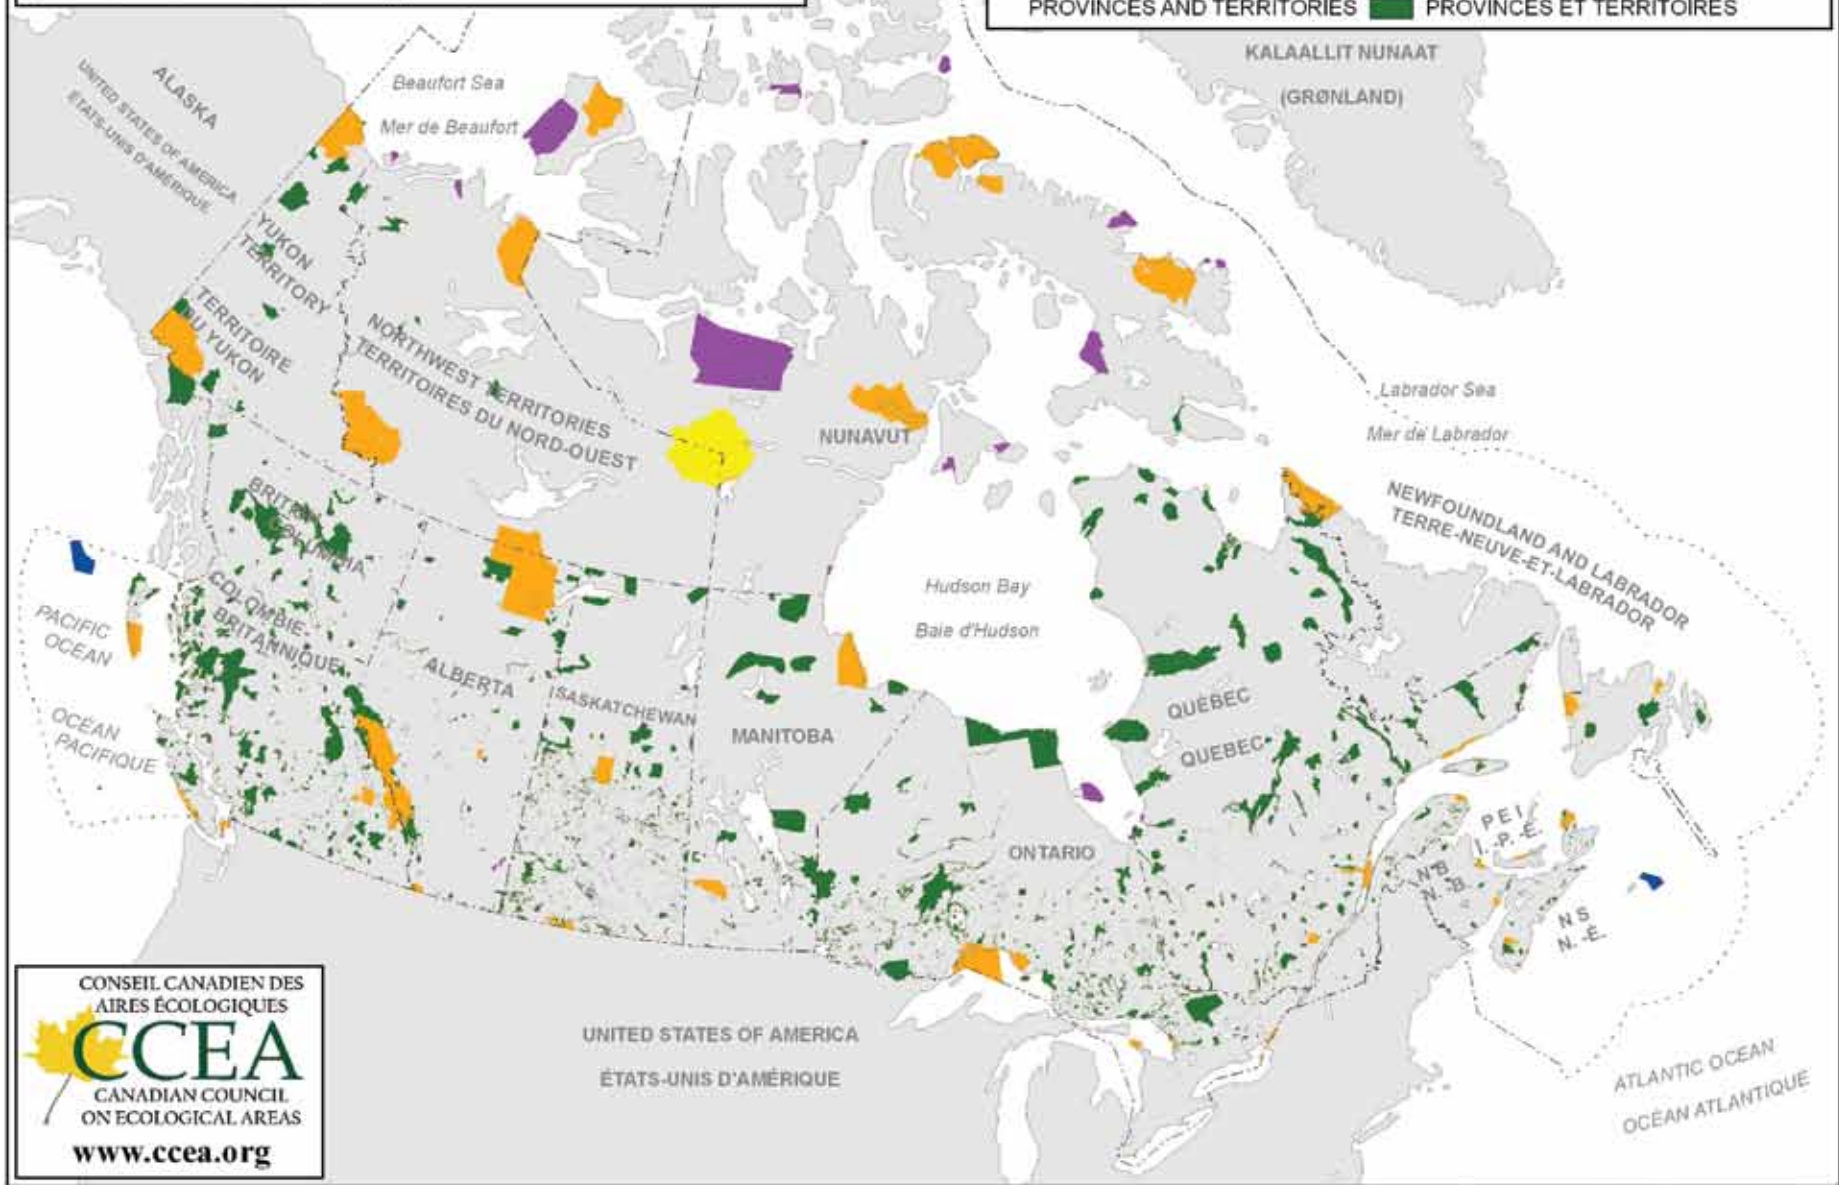 PROVINCES AND TERRITORIES
PROVINCES ET TERRITOIRES
KALAALLIT NUNAAT
(GRØNLAND)
ALASKA
UNITED STATES OF AMERICA
ÉTATS-UNIS D'AMÉRIQUE
Beaufort Sea
Mer de Beaufort
YUKON
TERRITORY
TERRITOIRE
DU YUKON
NORTHWEST TERRITORIES
TERRITOIRES DU NORD-OUEST
NUNAVUT
Labrador Sea
Mer de Labrador
NEWFOUNDLAND AND LABRADOR
TERRE-NEUVE-ET-LABRADOR
BRITISH
COLUMBIA
COLOMBIE-
BRITANNIQUE
PACIFIC
OCEAN
OCÉAN
PACIFIQUE
ALBERTA
SASKATCHEWAN
MANITOBA
Hudson Bay
Baie d'Hudson
QUÉBEC
QUEBEC
ONTARIO
P E I
Î.-P.-É.
N B
N.-B.
N S
N.-É.
UNITED STATES OF AMERICA
ÉTATS-UNIS D'AMÉRIQUE
ATLANTIC OCEAN
OCÉAN ATLANTIQUE
CONSEIL CANADIEN DES
AIRES ÉCOLOGIQUES
CCEA
CANADIAN COUNCIL
ON ECOLOGICAL AREAS
www.ccea.org